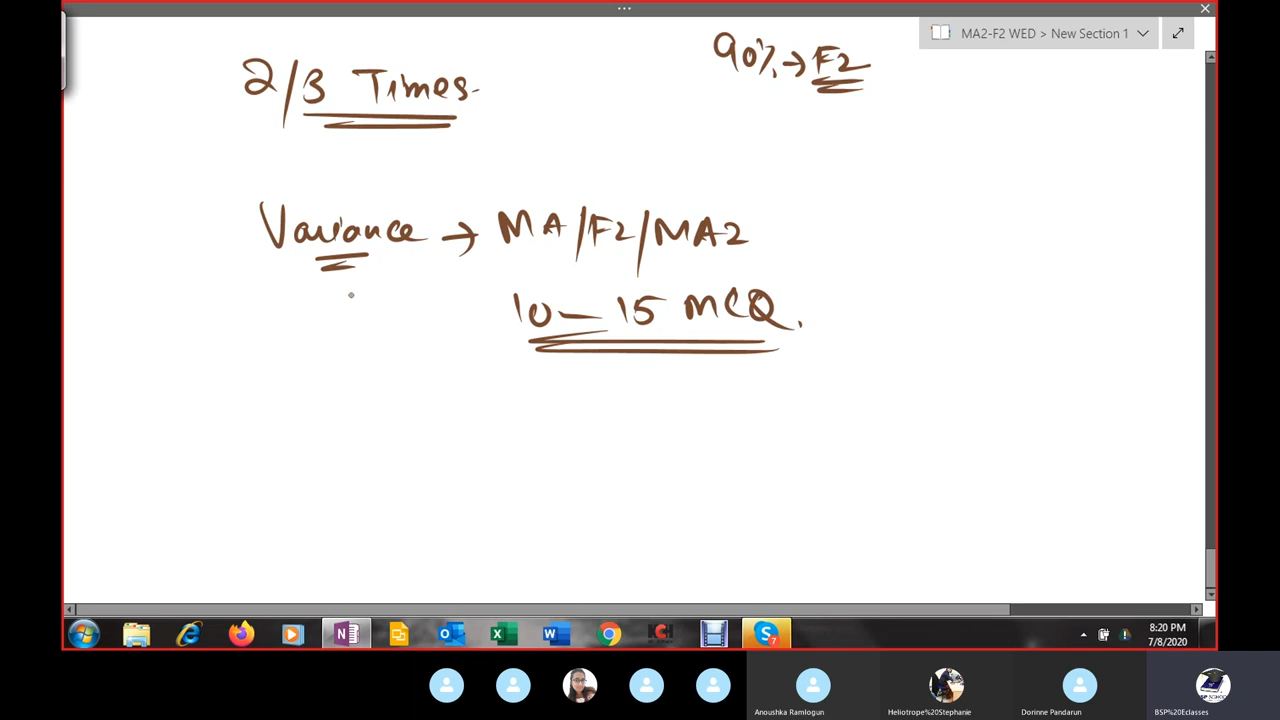 MA2-F2 WED > New Section 1
90% → F2
2/3 Times.
Variance → MA/F2/MA2
10 — 15 MCQ.
8:20 PM
7/8/2020
Anoushka Ramlogun
Heliotrope%20Stephanie
Dorinne Pandarun
BSP%20Eclasses